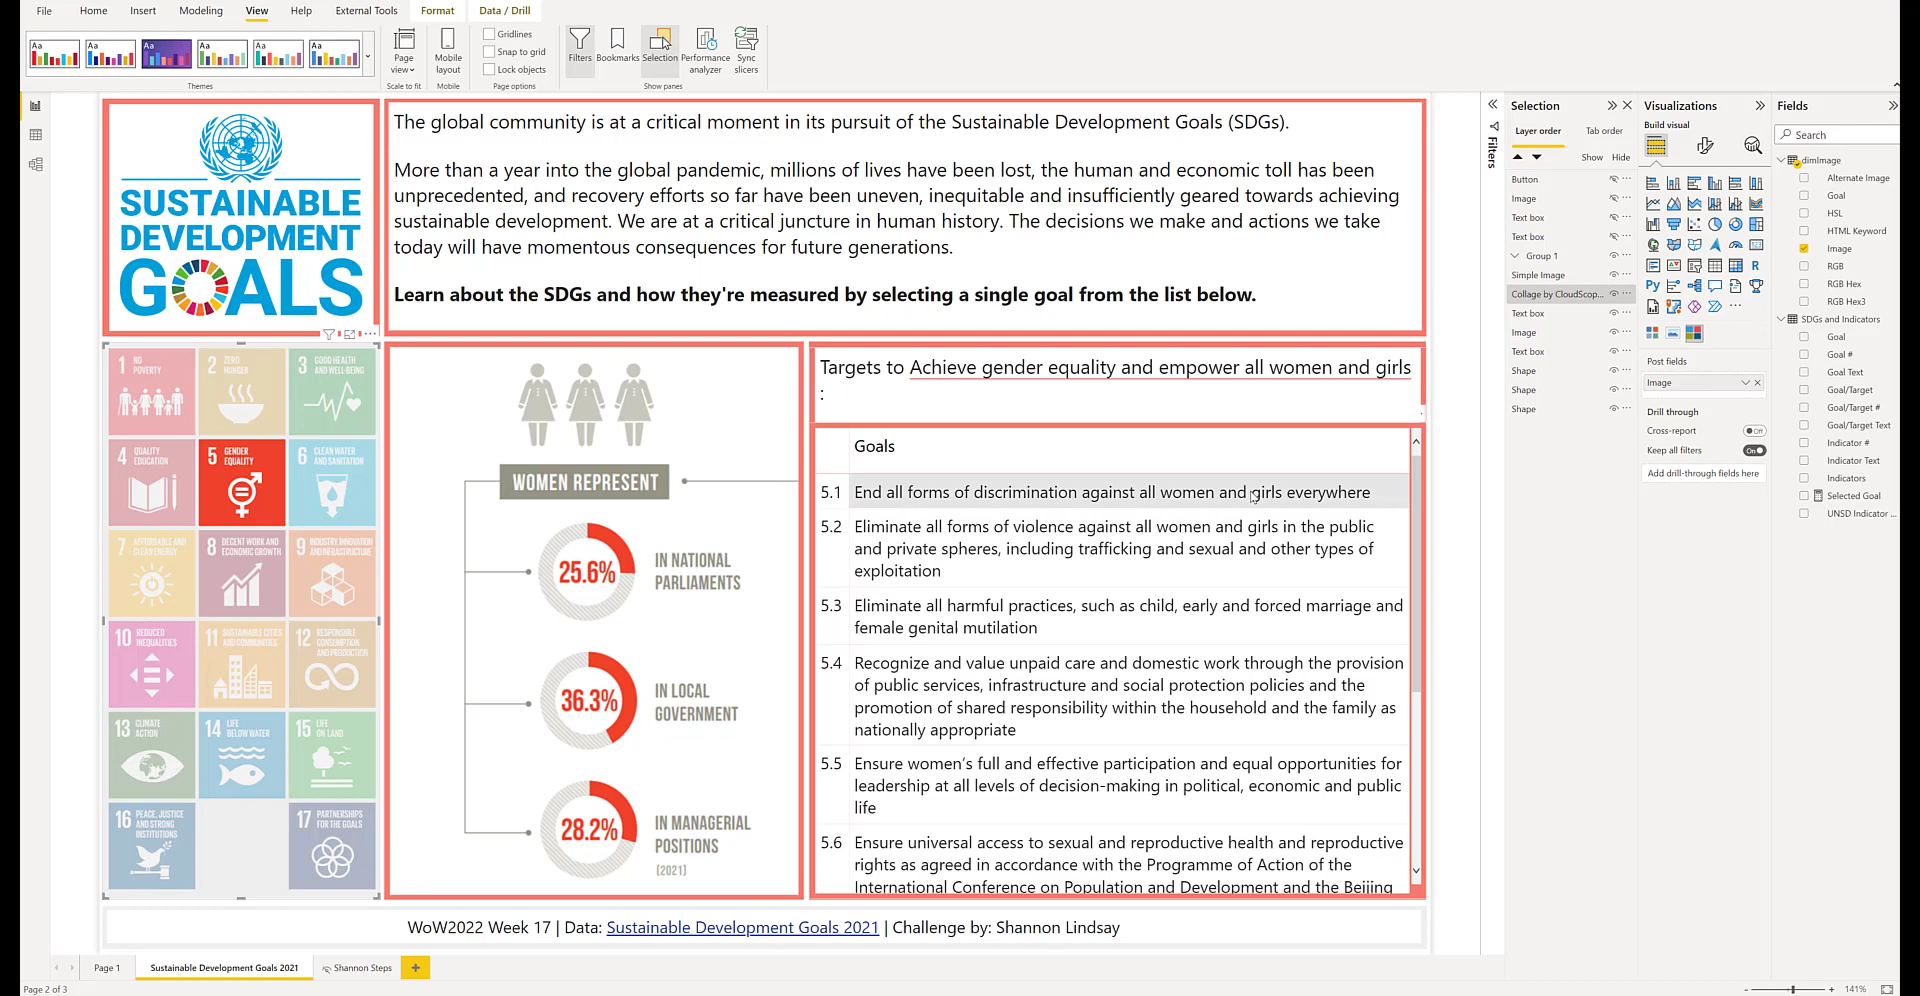 File Home Insert Modeling View Help External Tools Format Data / Drill
Aa Aa Aa Aa Aa Aa
Themes
Page view
Scale to fit
Mobile layout
Mobile
Gridlines
Snap to grid
Lock objects
Page options
Filters Bookmarks Selection Performance analyzer Sync slicers
Show panes
SUSTAINABLE
DEVELOPMENT
GOALS
The global community is at a critical moment in its pursuit of the Sustainable Development Goals (SDGs).
More than a year into the global pandemic, millions of lives have been lost, the human and economic toll has been
unprecedented, and recovery efforts so far have been uneven, inequitable and insufficiently geared towards achieving
sustainable development. We are at a critical juncture in human history. The decisions we make and actions we take
today will have momentous consequences for future generations.
Learn about the SDGs and how they're measured by selecting a single goal from the list below.
1 NO POVERTY
2 ZERO HUNGER
3 GOOD HEALTH AND WELL-BEING
4 QUALITY EDUCATION
5 GENDER EQUALITY
6 CLEAN WATER AND SANITATION
7 AFFORDABLE AND CLEAN ENERGY
8 DECENT WORK AND ECONOMIC GROWTH
9 INDUSTRY, INNOVATION AND INFRASTRUCTURE
10 REDUCED INEQUALITIES
11 SUSTAINABLE CITIES AND COMMUNITIES
12 RESPONSIBLE CONSUMPTION AND PRODUCTION
13 CLIMATE ACTION
14 LIFE BELOW WATER
15 LIFE ON LAND
16 PEACE, JUSTICE AND STRONG INSTITUTIONS
17 PARTNERSHIPS FOR THE GOALS
WOMEN REPRESENT
25.6%
IN NATIONAL
PARLIAMENTS
36.3%
IN LOCAL
GOVERNMENT
28.2%
IN MANAGERIAL
POSITIONS
(2021)
Targets to Achieve gender equality and empower all women and girls
:
Goals
5.1 End all forms of discrimination against all women and girls everywhere
5.2 Eliminate all forms of violence against all women and girls in the public
and private spheres, including trafficking and sexual and other types of
exploitation
5.3 Eliminate all harmful practices, such as child, early and forced marriage and
female genital mutilation
5.4 Recognize and value unpaid care and domestic work through the provision
of public services, infrastructure and social protection policies and the
promotion of shared responsibility within the household and the family as
nationally appropriate
5.5 Ensure women's full and effective participation and equal opportunities for
leadership at all levels of decision-making in political, economic and public
life
5.6 Ensure universal access to sexual and reproductive health and reproductive
rights as agreed in accordance with the Programme of Action of the
International Conference on Population and Development and the Beijing
WoW2022 Week 17 | Data: Sustainable Development Goals 2021 | Challenge by: Shannon Lindsay
Filters
Selection
Layer order Tab order
Show Hide
Button
Image
Text box
Text box
Group 1
Simple Image
Collage by CloudScop...
Text box
Image
Text box
Shape
Shape
Shape
Visualizations
Build visual
R
Py
Post fields
Image
Drill through
Cross-report Off
Keep all filters On
Add drill-through fields here
Fields
Search
dimImage
Alternate Image
Goal
HSL
HTML Keyword
Image
RGB
RGB Hex
RGB Hex3
SDGs and Indicators
Goal
Goal #
Goal Text
Goal/Target
Goal/Target #
Goal/Target Text
Indicator #
Indicator Text
Indicators
Selected Goal
UNSD Indicator ...
Page 1 Sustainable Development Goals 2021 Shannon Steps +
Page 2 of 3
- + 141%